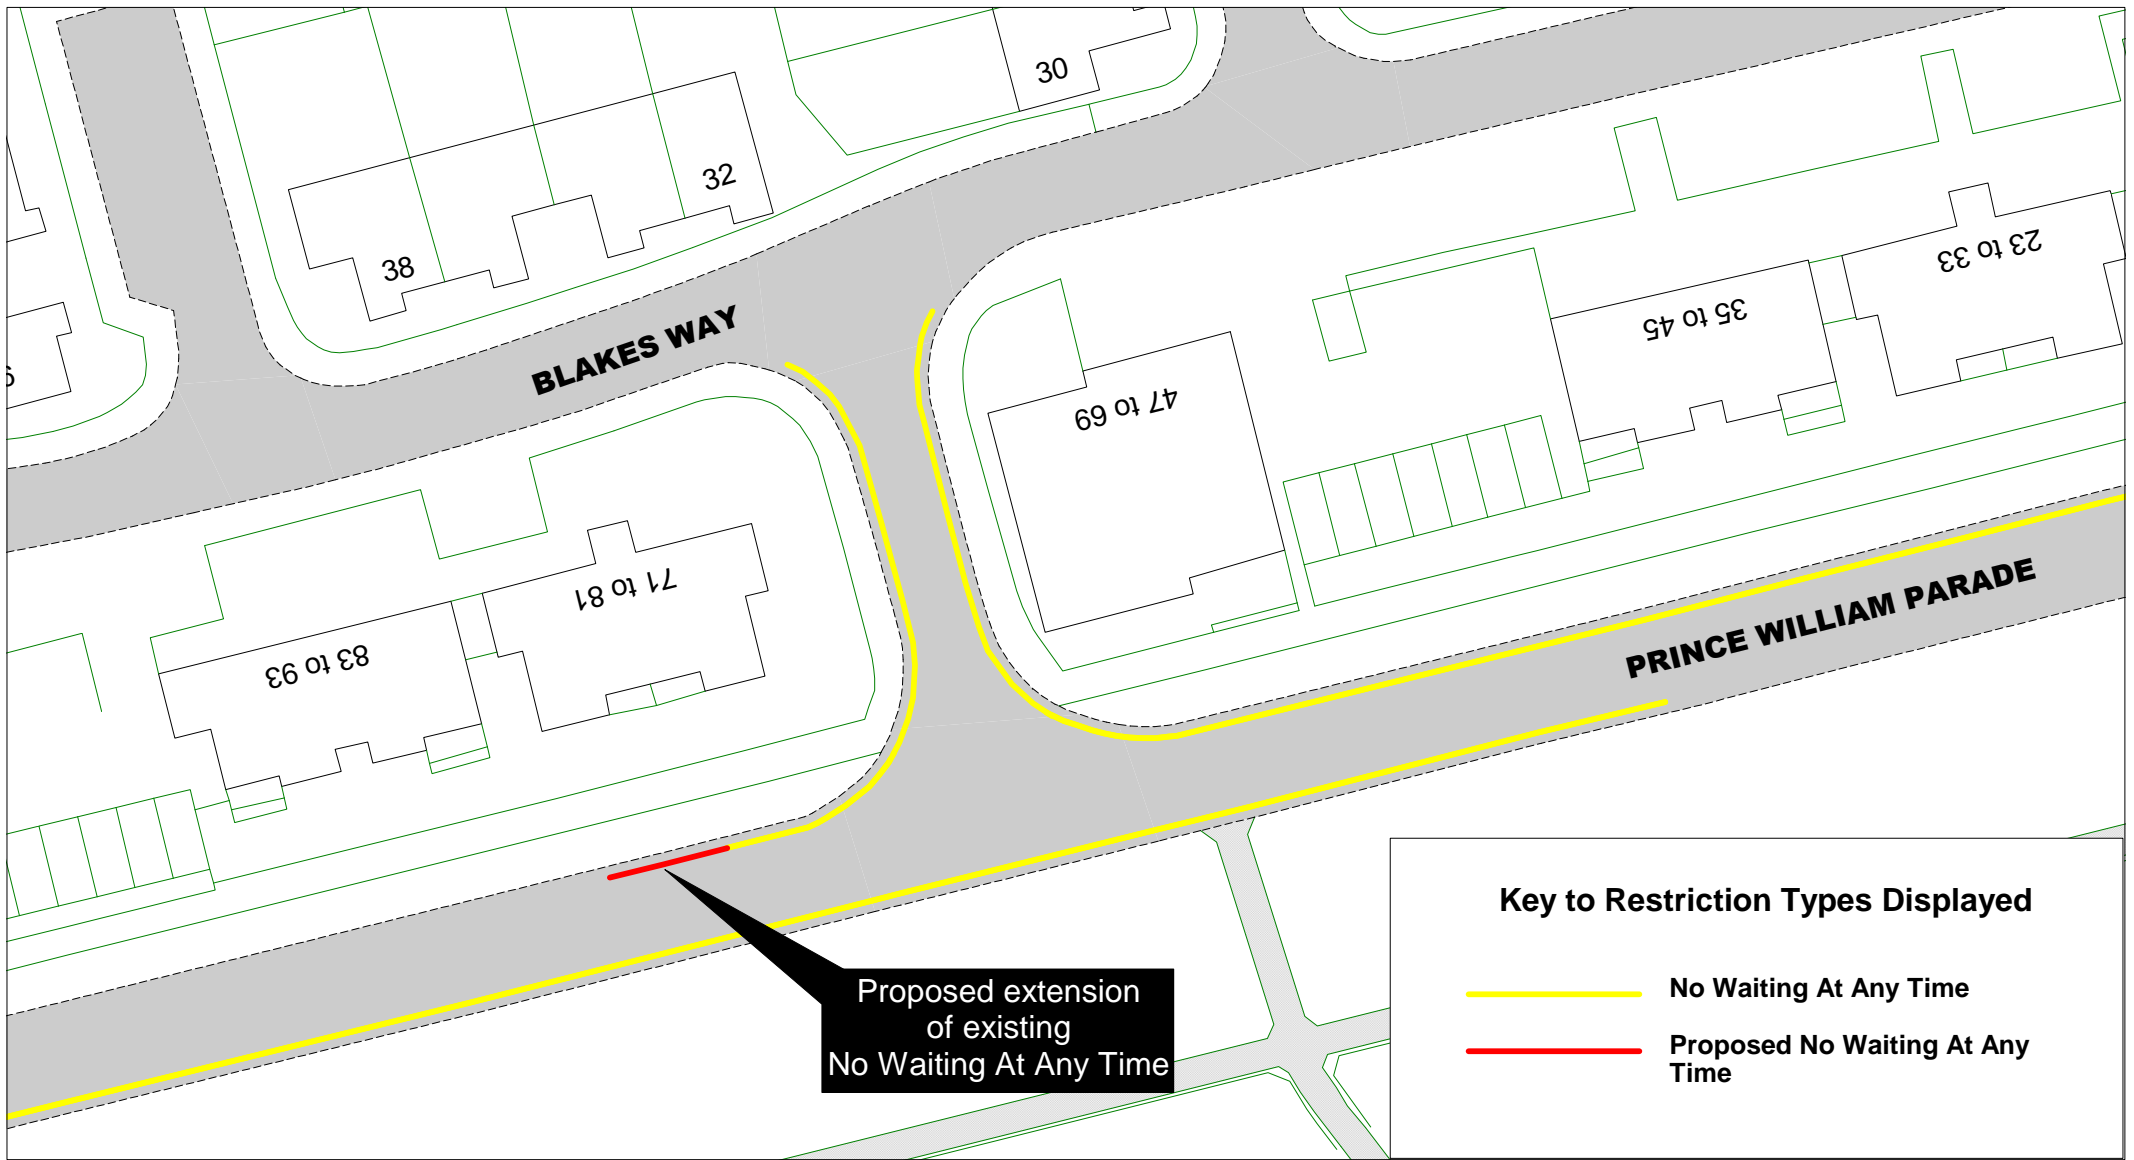 30
32
38
BLAKES WAY
23 to 33
35 to 45
47 to 69
71 to 81
83 to 93
PRINCE WILLIAM PARADE
Proposed extension
of existing
No Waiting At Any Time
Key to Restriction Types Displayed
No Waiting At Any Time
Proposed No Waiting At Any
Time